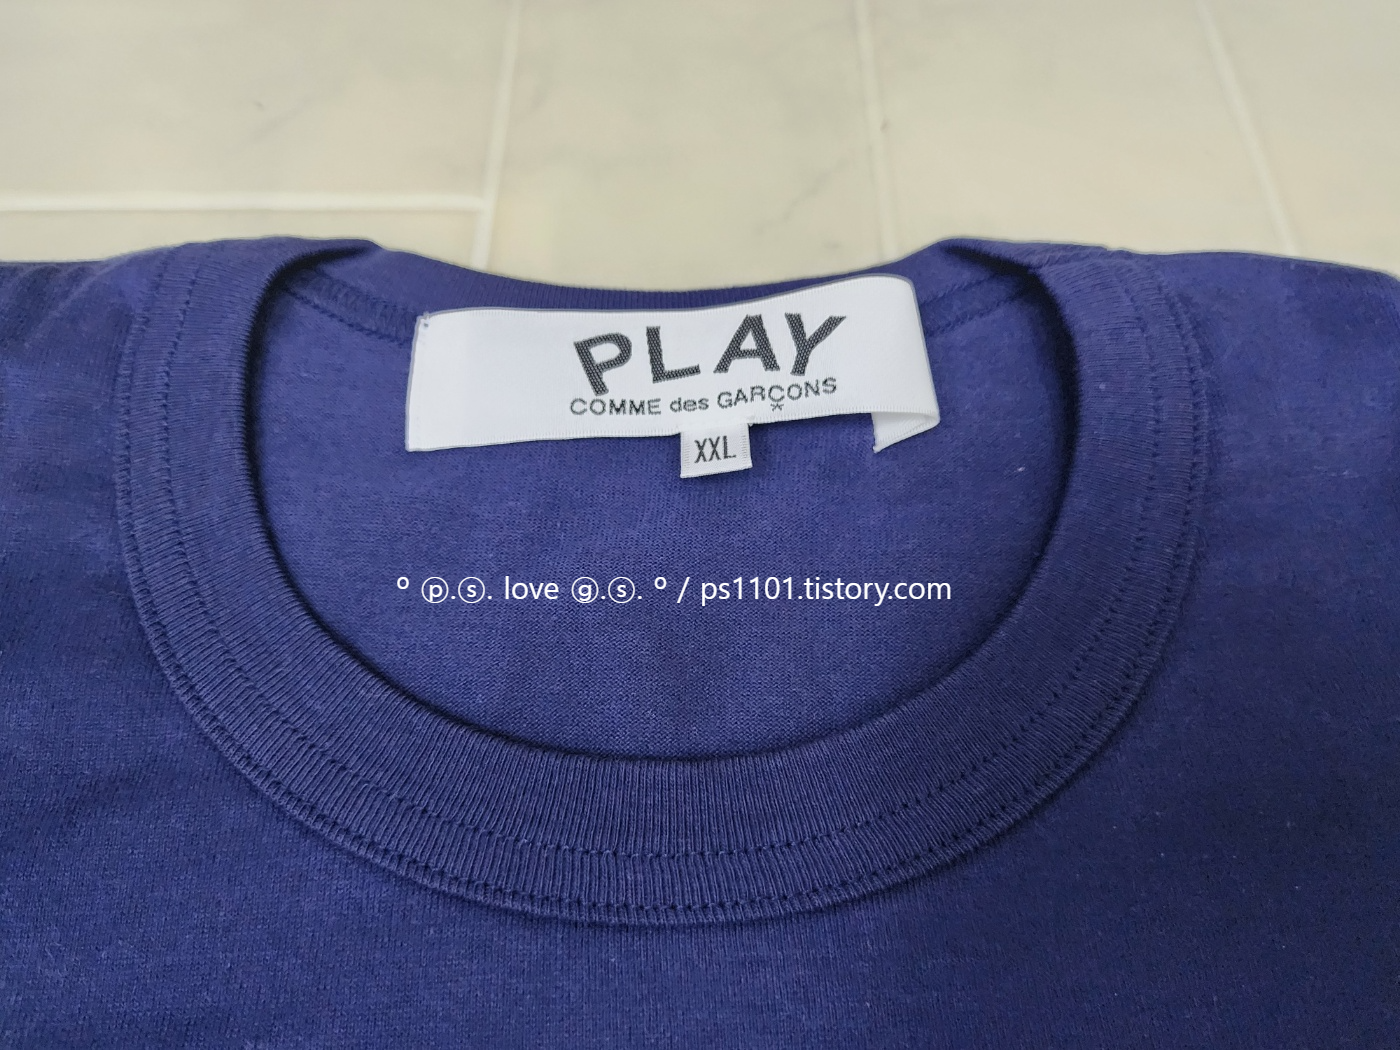 PLAY
COMME des GARÇONS
XXL
º ⓟ.ⓢ. love ⓖ.ⓢ. º / ps1101.tistory.com